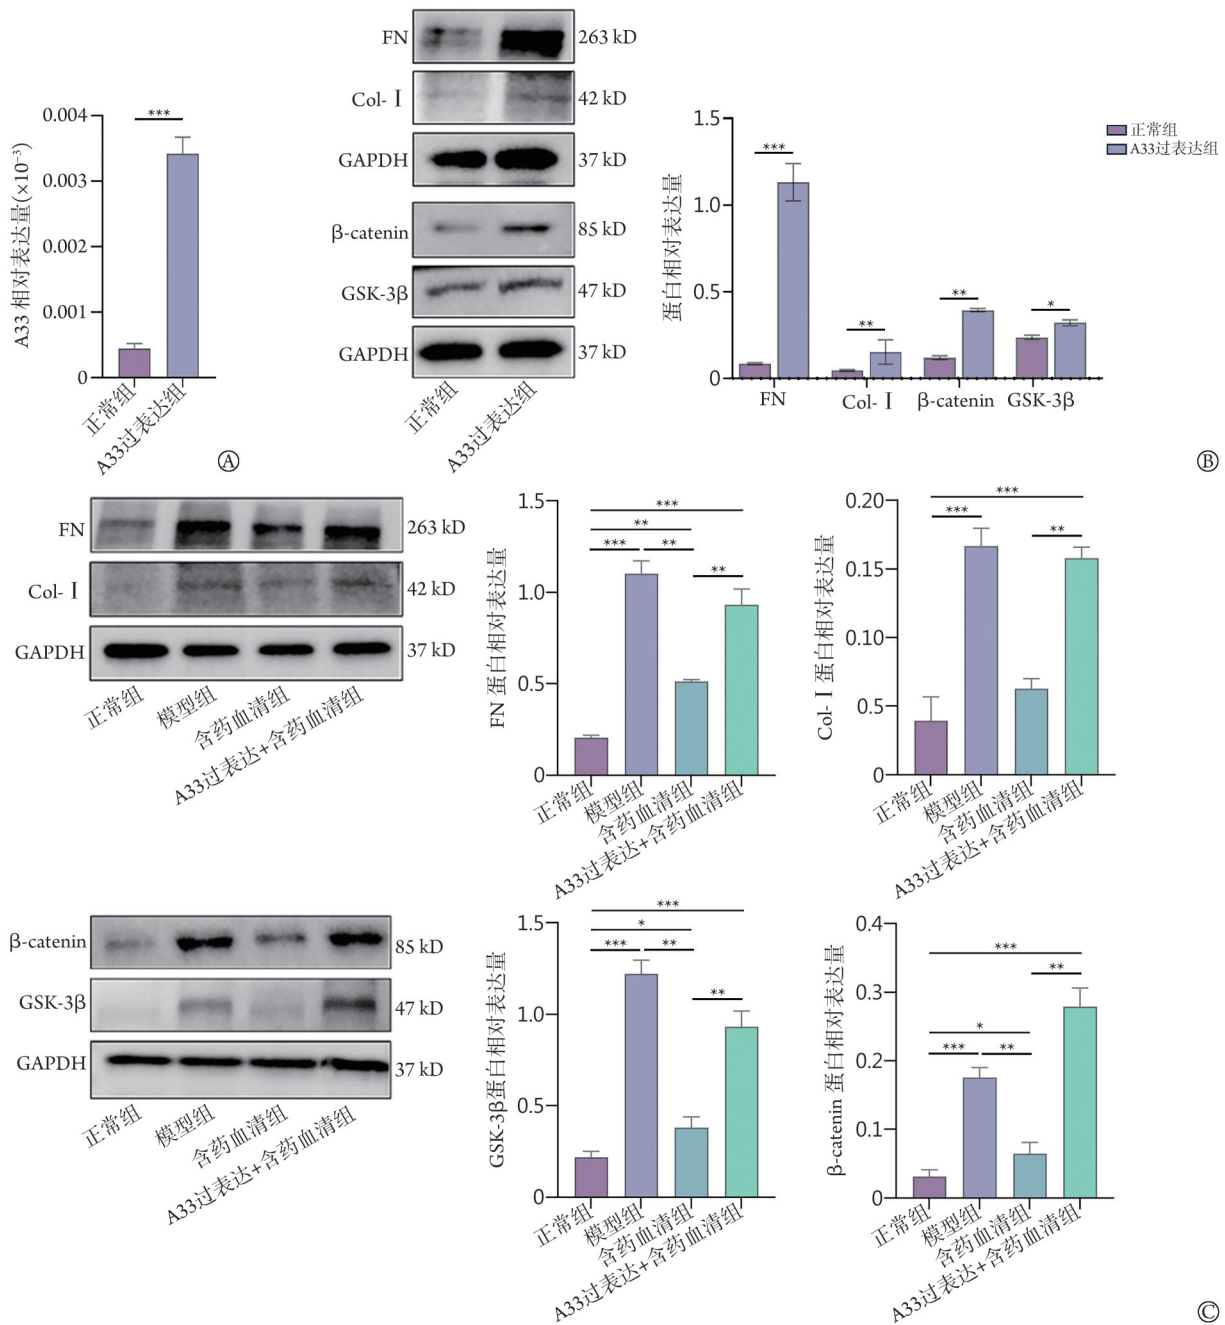 A33 相对表达量(×10⁻³)
0.004
0.003
0.002
0.001
0
***
正常组
A33过表达组
Ⓐ
FN
263 kD
Col-Ⅰ
42 kD
GAPDH
37 kD
β-catenin
85 kD
GSK-3β
47 kD
GAPDH
37 kD
正常组
A33过表达组
蛋白相对表达量
1.5
1.0
0.5
0
***
**
**
*
FN
Col-Ⅰ
β-catenin
GSK-3β
正常组
A33过表达组
Ⓑ
FN
263 kD
Col-Ⅰ
42 kD
GAPDH
37 kD
正常组
模型组
含药血清组
A33过表达+含药血清组
FN 蛋白相对表达量
1.5
1.0
0.5
0
***
**
***
**
**
正常组
模型组
含药血清组
A33过表达+含药血清组
Col-Ⅰ 蛋白相对表达量
0.20
0.15
0.10
0.5
0
***
***
**
正常组
模型组
含药血清组
A33过表达+含药血清组
β-catenin
85 kD
GSK-3β
47 kD
GAPDH
37 kD
正常组
模型组
含药血清组
A33过表达+含药血清组
GSK-3β蛋白相对表达量
1.5
1.0
0.5
0
***
*
***
**
**
正常组
模型组
含药血清组
A33过表达+含药血清组
β-catenin 蛋白相对表达量
0.4
0.3
0.2
0.1
0
***
**
*
***
**
正常组
模型组
含药血清组
A33过表达+含药血清组
Ⓒ